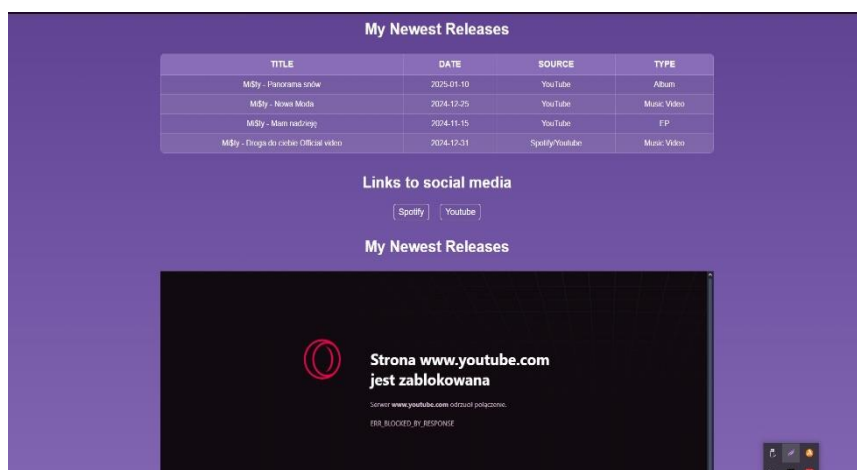 My Newest Releases
TITLE DATE SOURCE TYPE
Mi$ty - Panorama snów 2025-01-10 YouTube Album
Mi$ty - Nowa Moda 2024-12-25 YouTube Music Video
Mi$ty - Mam nadzieję 2024-11-15 YouTube EP
Mi$ty - Droga do ciebie Official video 2024-12-31 Spotify/Youtube Music Video
Links to social media
Spotify Youtube
My Newest Releases
Strona www.youtube.com
jest zablokowana
Serwer www.youtube.com odrzucił połączenie.
ERR_BLOCKED_BY_RESPONSE